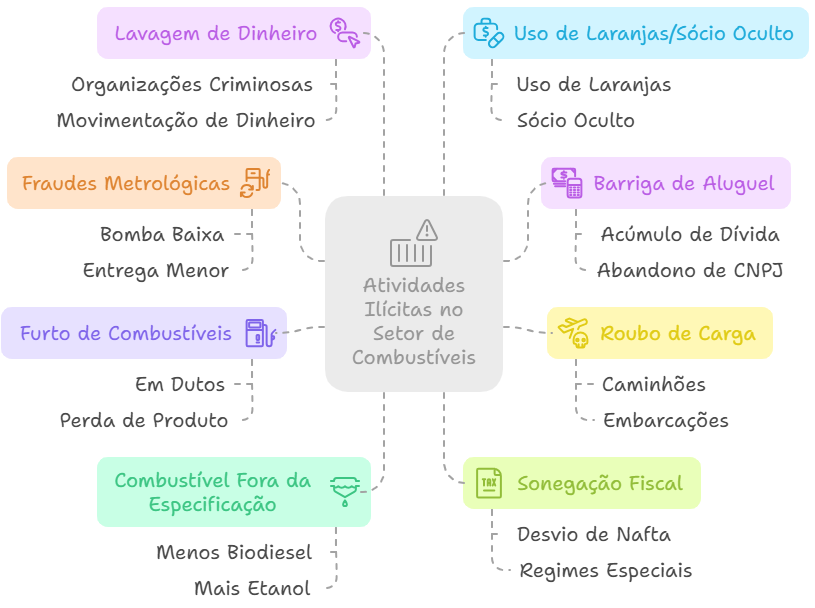 Lavagem de Dinheiro
Organizações Criminosas
Movimentação de Dinheiro
Uso de Laranjas/Sócio Oculto
Uso de Laranjas
Sócio Oculto
Fraudes Metrológicas
Bomba Baixa
Entrega Menor
Barriga de Aluguel
Acúmulo de Dívida
Abandono de CNPJ
Atividades
Ilícitas no
Setor de
Combustíveis
Furto de Combustíveis
Em Dutos
Perda de Produto
Roubo de Carga
Caminhões
Embarcações
Combustível Fora da
Especificação
Menos Biodiesel
Mais Etanol
TAX
Sonegação Fiscal
Desvio de Nafta
Regimes Especiais